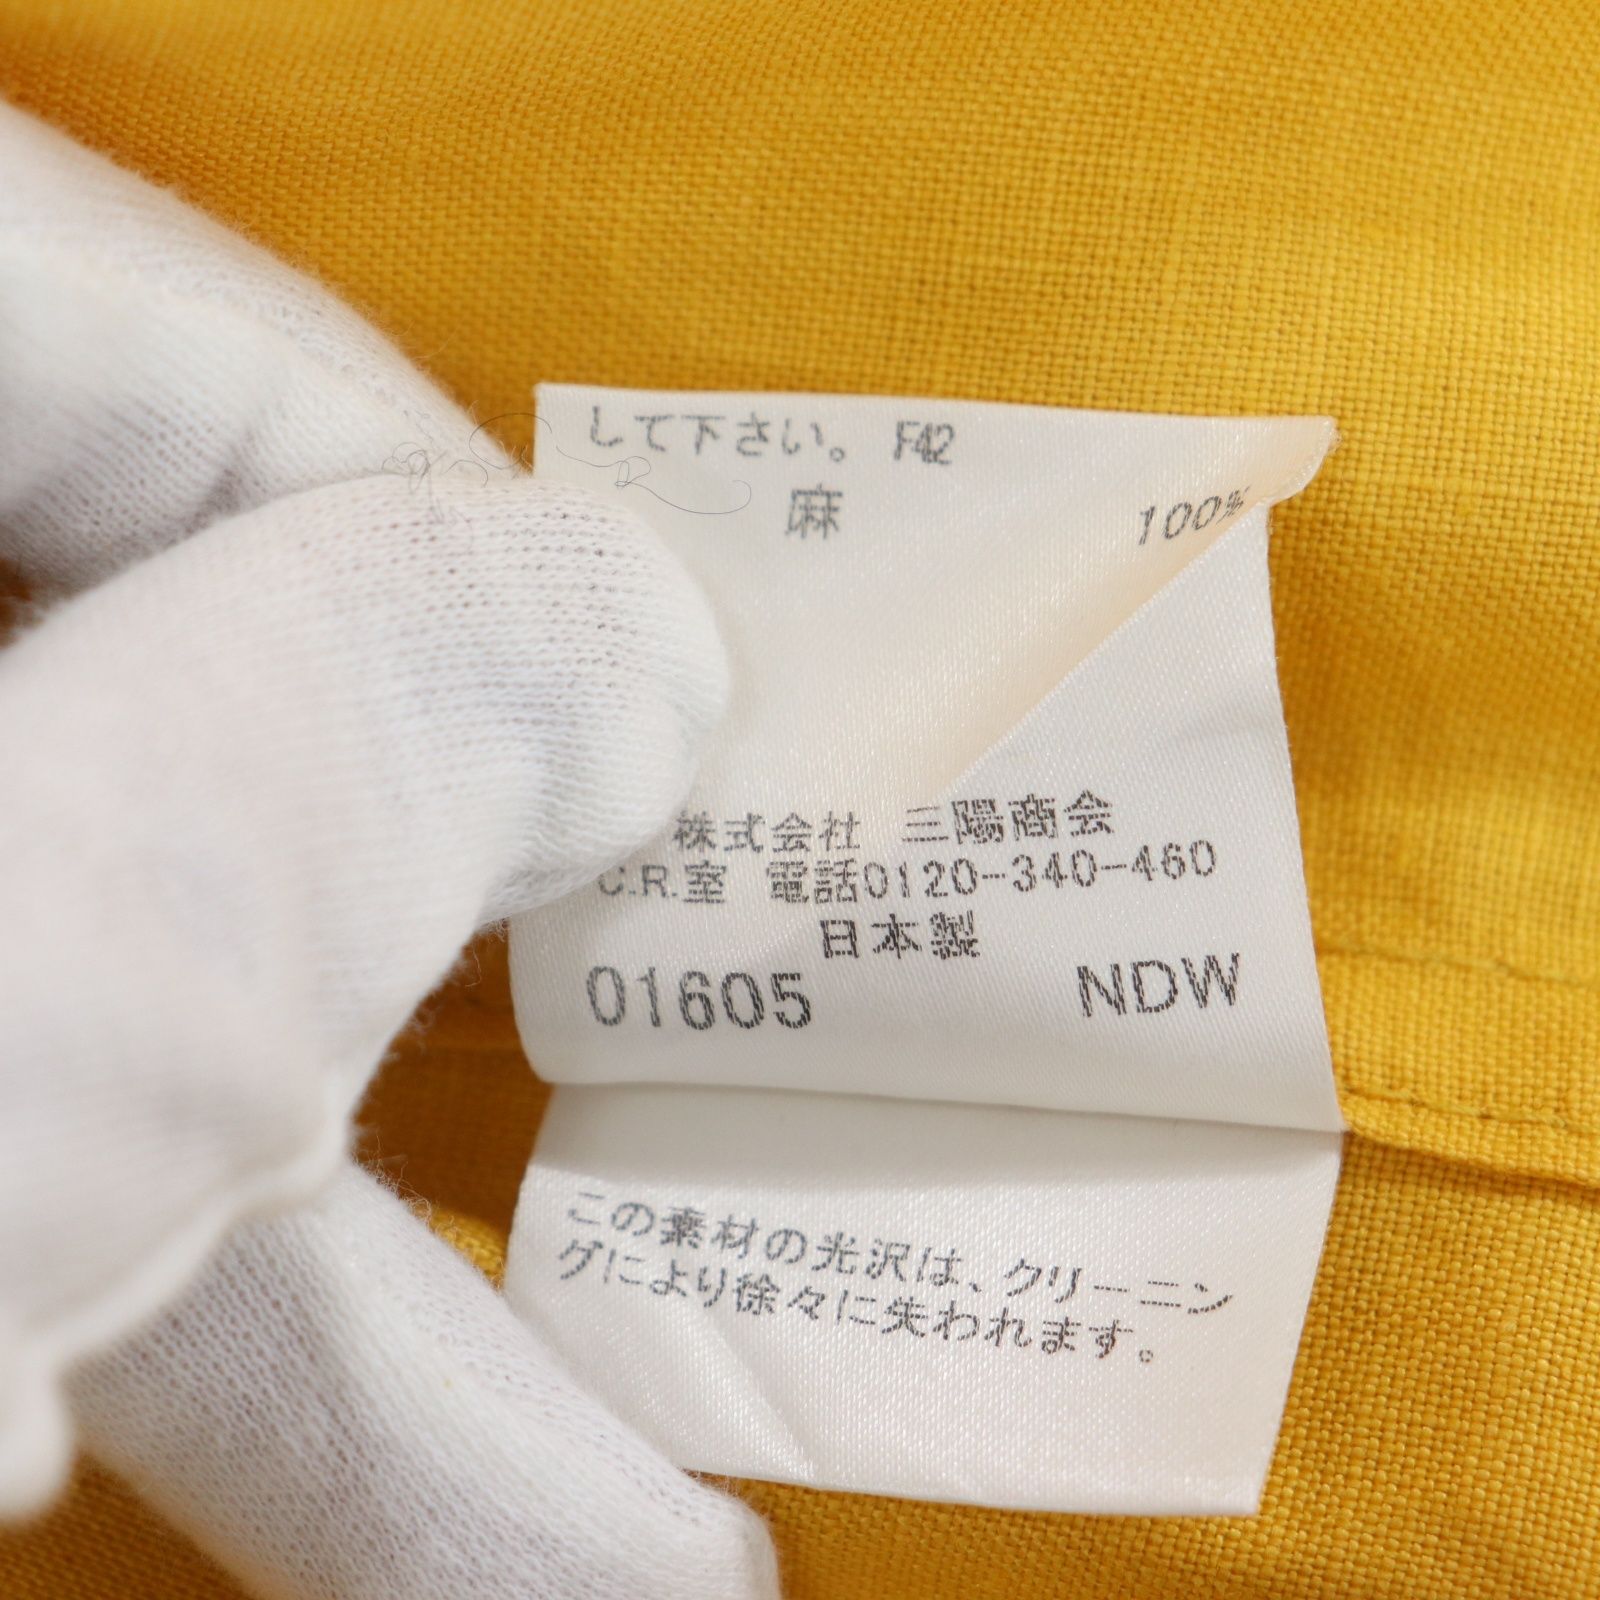 して下さい。 F42
麻 100%
株式会社 三陽商会
C.R.室 電話0120-340-460
日本製
01605 NDW
この素材の光沢は、クリーニン
グにより徐々に失われます。